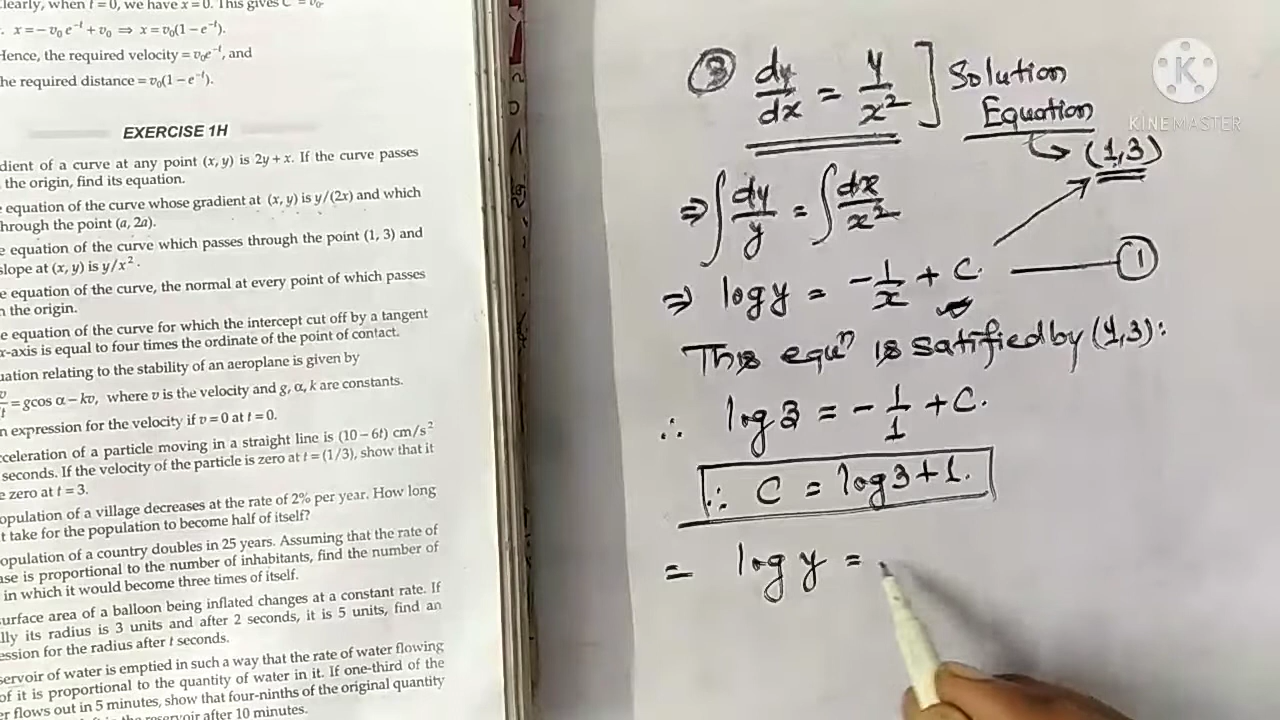 learly, when t = 0, we have x = 0. This gives C = v₀.
. x = − v₀ e⁻ᵗ + v₀ ⇒ x = v₀(1 − e⁻ᵗ).
Hence, the required velocity = v₀e⁻ᵗ, and
he required distance = v₀(1 − e⁻ᵗ).
EXERCISE 1H
dient of a curve at any point (x, y) is 2y + x. If the curve passes
the origin, find its equation.
e equation of the curve whose gradient at (x, y) is y/(2x) and which
hrough the point (a, 2a).
e equation of the curve which passes through the point (1, 3) and
slope at (x, y) is y/x².
e equation of the curve, the normal at every point of which passes
the origin.
e equation of the curve for which the intercept cut off by a tangent
x-axis is equal to four times the ordinate of the point of contact.
uation relating to the stability of an aeroplane is given by
= g cos α − kv, where v is the velocity and g, α, k are constants.
n expression for the velocity if v = 0 at t = 0.
cceleration of a particle moving in a straight line is (10 − 6t) cm/s²
seconds. If the velocity of the particle is zero at t = (1/3), show that it
e zero at t = 3.
opulation of a village decreases at the rate of 2% per year. How long
t take for the population to become half of itself?
opulation of a country doubles in 25 years. Assuming that the rate of
ase is proportional to the number of inhabitants, find the number of
in which it would become three times of itself.
surface area of a balloon being inflated changes at a constant rate. If
lly its radius is 3 units and after 2 seconds, it is 5 units, find an
ession for the radius after t seconds.
servoir of water is emptied in such a way that the rate of water flowing
of it is proportional to the quantity of water in it. If one-third of the
er flows out in 5 minutes, show that four-ninths of the original quantity
reservoir after 10 minutes.
③ dy/dx = y/x² ] Solution
Equation
(1,3)
⇒ ∫ dy/y = ∫ dx/x²
⇒ log y = −1/x + C. ①
This equⁿ is satified by (1,3):
∴ log 3 = −1/1 + C.
∴ C = log 3 + 1.
= log y =
K
KINEMASTER